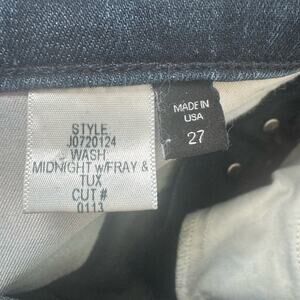 STYLE
J0720124
WASH
MIDNIGHT w/FRAY &
TUX
CUT #
0113
MADE IN
USA
27